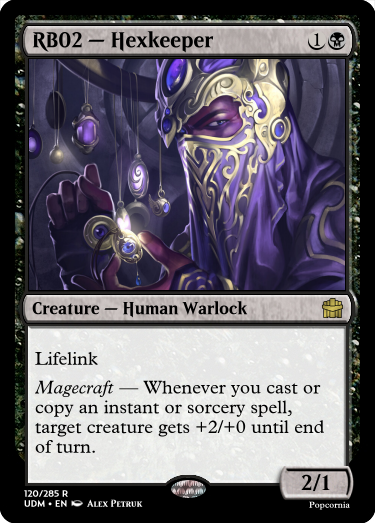 RB02 — Hexkeeper 1
Creature — Human Warlock
Lifelink
Magecraft — Whenever you cast or
copy an instant or sorcery spell,
target creature gets +2/+0 until end
of turn.
2/1
120/285 R
UDM • EN Alex Petruk
Popcornia